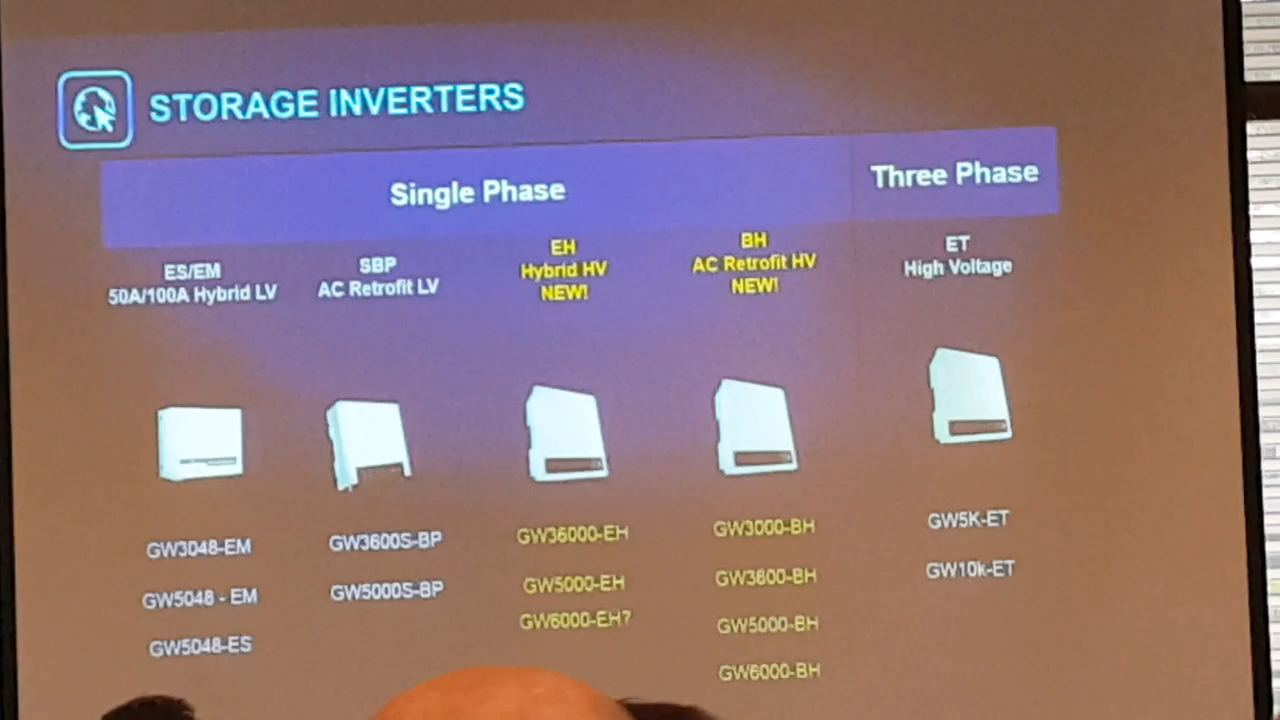 STORAGE INVERTERS
Single Phase
Three Phase
ES/EM
50A/100A Hybrid LV
SBP
AC Retrofit LV
EH
Hybrid HV
NEW!
BH
AC Retrofit HV
NEW!
ET
High Voltage
GW3048-EM
GW5048 - EM
GW5048-ES
GW3600S-BP
GW5000S-BP
GW36000-EH
GW5000-EH
GW6000-EH?
GW3000-BH
GW3600-BH
GW5000-BH
GW6000-BH
GW5K-ET
GW10k-ET